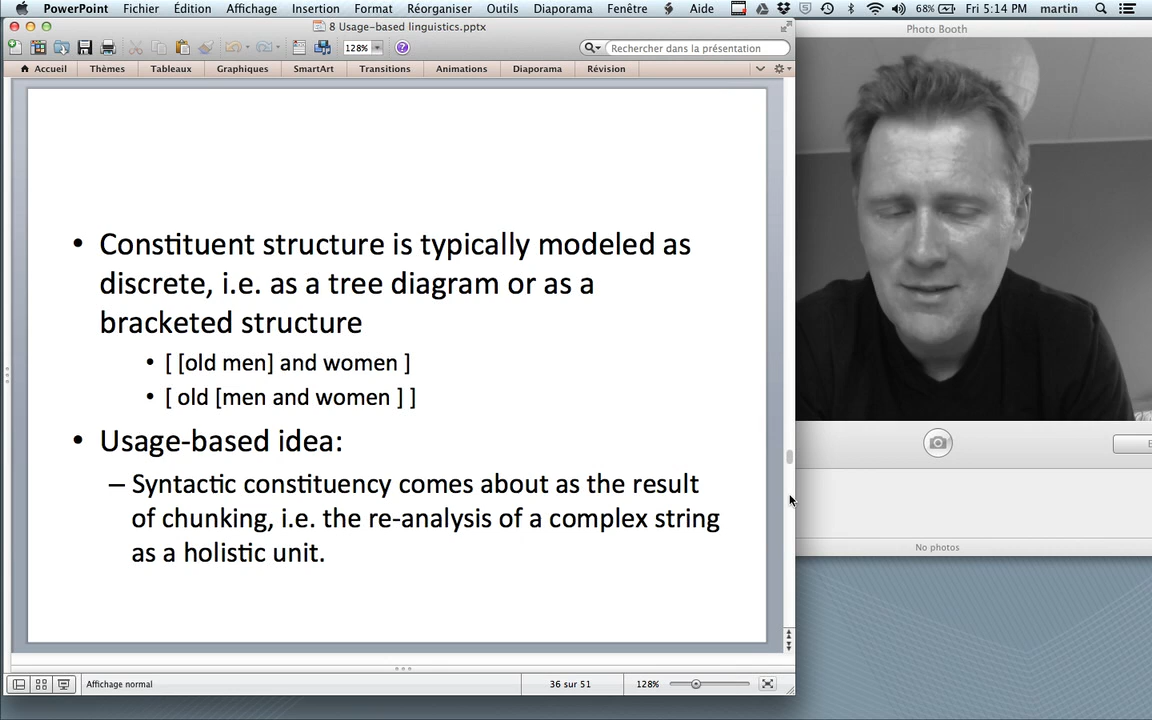 PowerPoint Fichier Édition Affichage Insertion Format Réorganiser Outils Diaporama Fenêtre Aide 68% Fri 5:14 PM martin
8 Usage-based linguistics.pptx
Photo Booth
128% Rechercher dans la présentation
Accueil Thèmes Tableaux Graphiques SmartArt Transitions Animations Diaporama Révision
• Constituent structure is typically modeled as
discrete, i.e. as a tree diagram or as a
bracketed structure
• [ [old men] and women ]
• [ old [men and women ] ]
• Usage-based idea:
– Syntactic constituency comes about as the result
of chunking, i.e. the re-analysis of a complex string
as a holistic unit.
No photos
Affichage normal 36 sur 51 128%